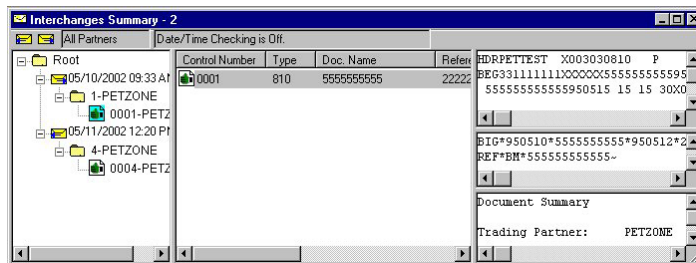 Interchanges Summary - 2
All Partners
Date/Time Checking is Off.
Root
05/10/2002 09:33 AM
1-PETZONE
0001-PETZ
05/11/2002 12:20 PM
4-PETZONE
0004-PETZ
Control Number Type Doc. Name Refere
0001 810 5555555555 22222
HDRPETTEST X003030810 P
BEG331111111XXXXXX555555555595
5555555555555950515 15 15 30X0
BIG*950510*5555555555*950512*2
REF*BM*555555555555~
Document Summary
Trading Partner: PETZONE